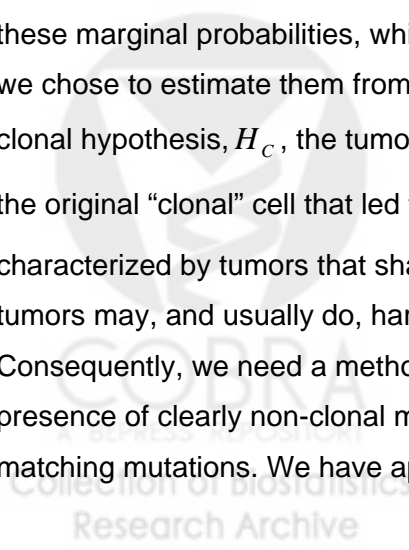 these marginal probabilities, whi
we chose to estimate them from
clonal hypothesis, H_C, the tumo
the original “clonal” cell that led
characterized by tumors that sha
tumors may, and usually do, har
Consequently, we need a metho
presence of clearly non-clonal m
matching mutations. We have ap
COBRA
A BEPRESS REPOSITORY
Collection of Biostatistics
Research Archive